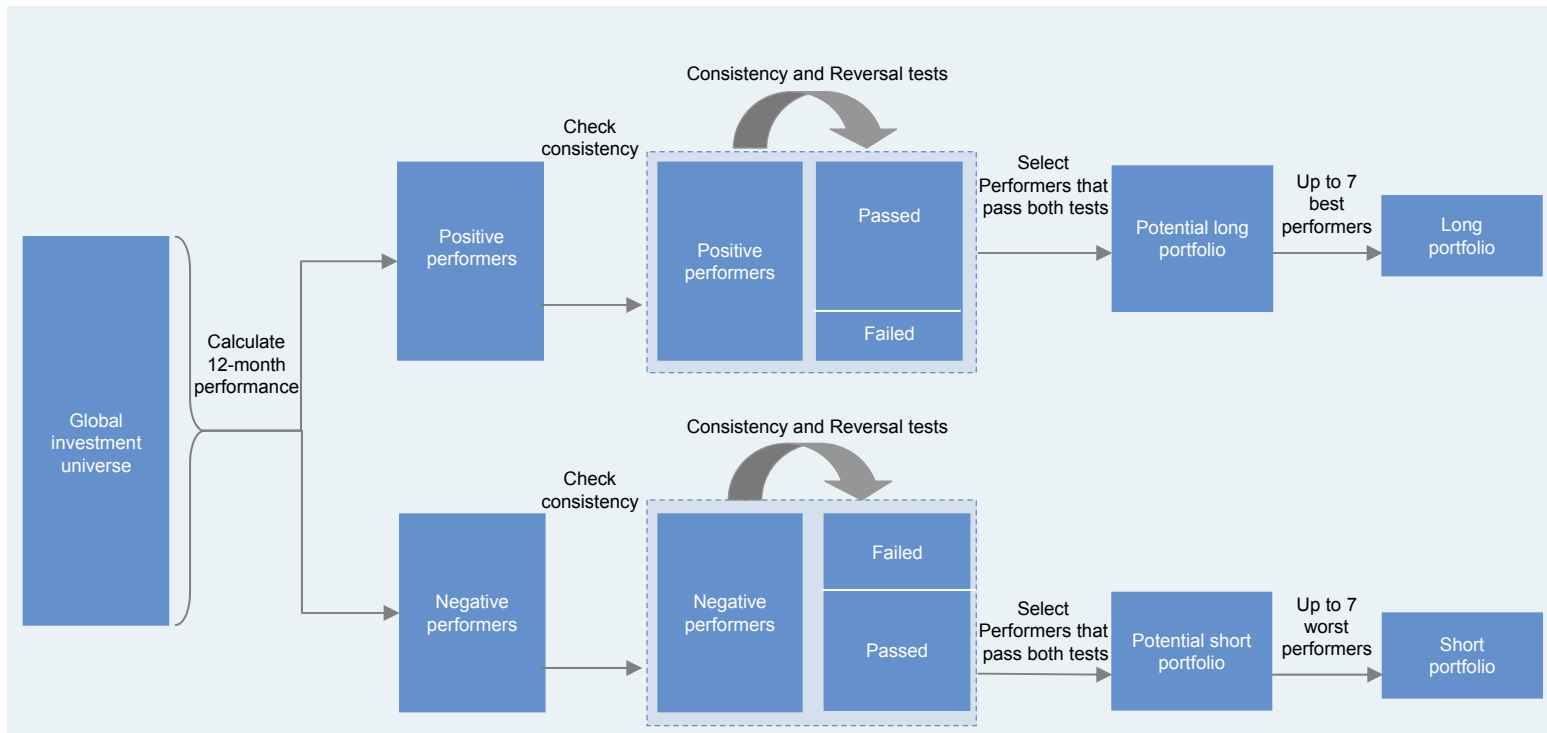 Consistency and Reversal tests
Check
consistency
Positive
performers
Positive
performers
Passed
Failed
Select
Performers that
pass both tests
Potential long
portfolio
Up to 7
best
performers
Long
portfolio
Global
investment
universe
Calculate
12-month
performance
Consistency and Reversal tests
Check
consistency
Negative
performers
Negative
performers
Failed
Passed
Select
Performers that
pass both tests
Potential short
portfolio
Up to 7
worst
performers
Short
portfolio